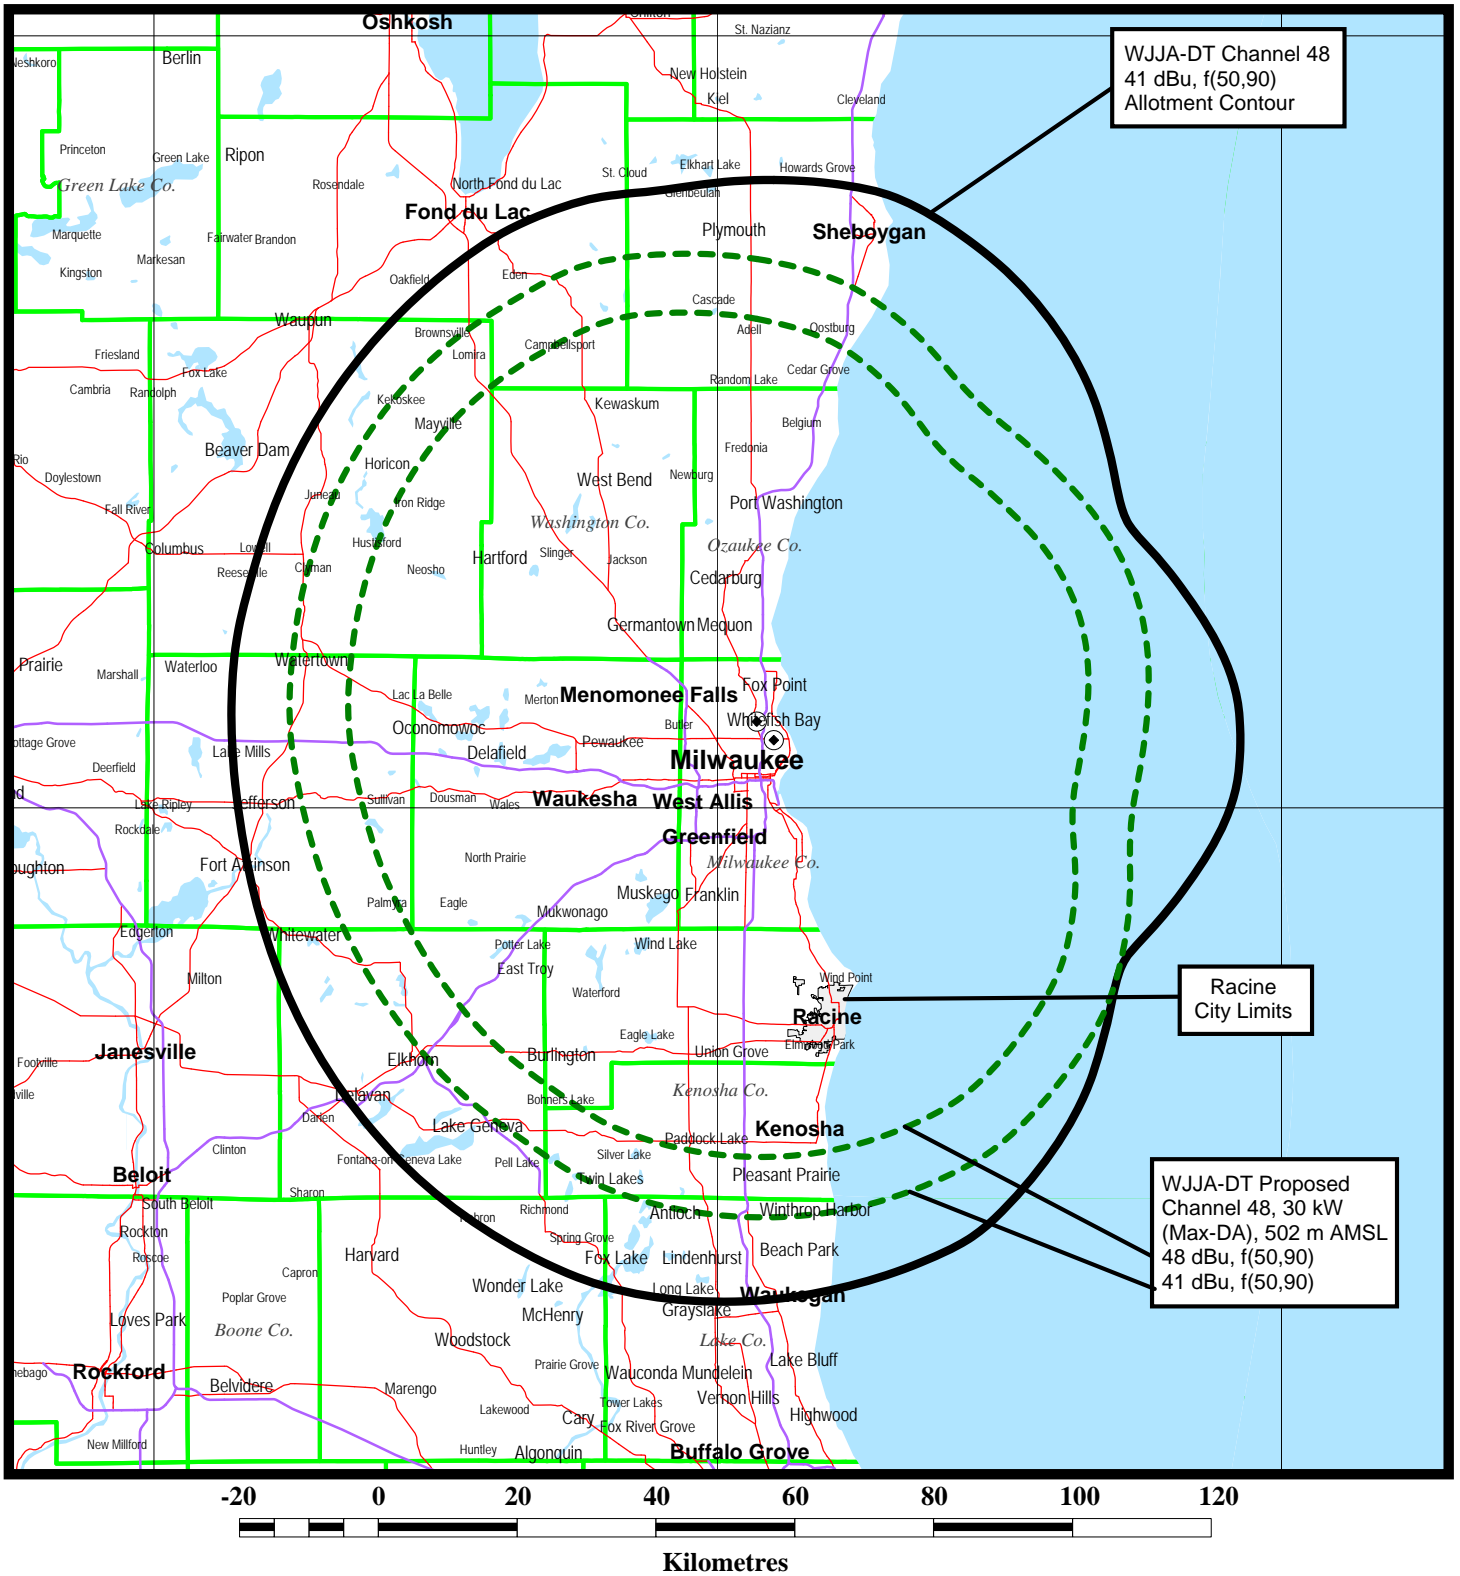 Oshkosh
St. Nazianz
Berlin
WJJA-DT Channel 48
41 dBu, f(50,90)
Allotment Contour
New Holstein
Kiel
Cleveland
Princeton
Green Lake
Ripon
Green Lake Co.
Rosendale
North Fond du Lac
St. Cloud
Elkhart Lake
Howards Grove
Glenbeulah
Fond du Lac
Plymouth
Sheboygan
Marquette
Fairwater
Brandon
Markesan
Kingston
Oakfield
Eden
Cascade
Waupun
Brownsville
Adell
Oostburg
Friesland
Lomira
Campbellsport
Fox Lake
Cedar Grove
Cambria
Randolph
Random Lake
Kekoskee
Kewaskum
Mayville
Belgium
Beaver Dam
Fredonia
Rio
Horicon
Doylestown
West Bend
Newburg
Juneau
Iron Ridge
Port Washington
Fall River
Washington Co.
Columbus
Lowell
Hustisford
Ozaukee Co.
Hartford
Slinger
Jackson
Reeseville
Clyman
Neosho
Cedarburg
Germantown
Mequon
Prairie
Marshall
Waterloo
Watertown
Fox Point
Lac La Belle
Merton
Menomonee Falls
Oconomowoc
Butler
Whitefish Bay
ottage Grove
Lake Mills
Delafield
Pewaukee
Deerfield
Milwaukee
Lake Ripley
Jefferson
Sullivan
Dousman
Wales
Waukesha
West Allis
Rockdale
Greenfield
oughton
Fort Atkinson
North Prairie
Milwaukee Co.
Palmyra
Eagle
Muskego
Franklin
Mukwonago
Edgerton
Whitewater
Potter Lake
Wind Lake
Milton
East Troy
Waterford
Wind Point
Racine
City Limits
Racine
Eagle Lake
Elmwood Park
Janesville
Footville
Elkhorn
Burlington
Union Grove
Delavan
Kenosha Co.
Bohners Lake
Darien
Lake Geneva
Kenosha
Paddock Lake
Clinton
Fontana-on-Geneva Lake
Pell Lake
Silver Lake
Beloit
Twin Lakes
Pleasant Prairie
WJJA-DT Proposed
Channel 48, 30 kW
(Max-DA), 502 m AMSL
48 dBu, f(50,90)
41 dBu, f(50,90)
South Beloit
Sharon
Hebron
Richmond
Antioch
Winthrop Harbor
Rockton
Roscoe
Harvard
Spring Grove
Fox Lake
Lindenhurst
Beach Park
Capron
Wonder Lake
Long Lake
Waukegan
Poplar Grove
Grayslake
Loves Park
Boone Co.
McHenry
Woodstock
Lake Co.
Prairie Grove
Lake Bluff
Rockford
Wauconda
Mundelein
Belvidere
Marengo
Vernon Hills
Lakewood
Tower Lakes
Cary
Fox River Grove
Highwood
New Millford
Huntley
Algonquin
Buffalo Grove
-20 0 20 40 60 80 100 120
Kilometres